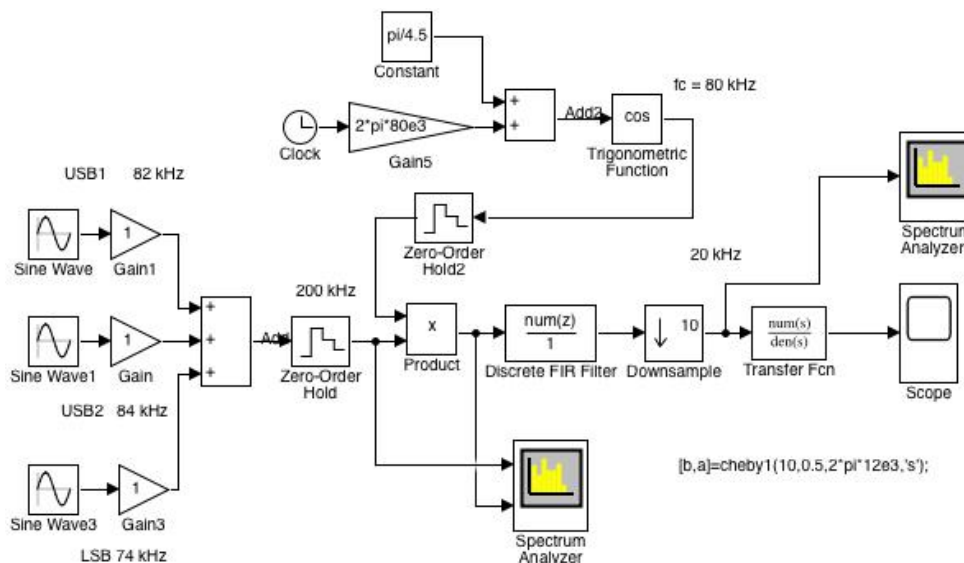 pi/4.5
Constant
fc = 80 kHz
+
+
Add2
cos
2*pi*80e3
Clock
Gain5
Trigonometric
Function
USB1 82 kHz
Spectrum
Analyzer
1
Sine Wave
Gain1
Zero-Order
Hold2
20 kHz
200 kHz
+
+
+
Zero-Order
Hold
x
Product
num(z)
1
Discrete FIR Filter
10
Downsample
num(s)
den(s)
Transfer Fcn
Scope
1
Sine Wave1
Gain
USB2 84 kHz
1
Sine Wave3
Gain3
LSB 74 kHz
Spectrum
Analyzer
[b,a]=cheby1(10,0.5,2*pi*12e3,'s');